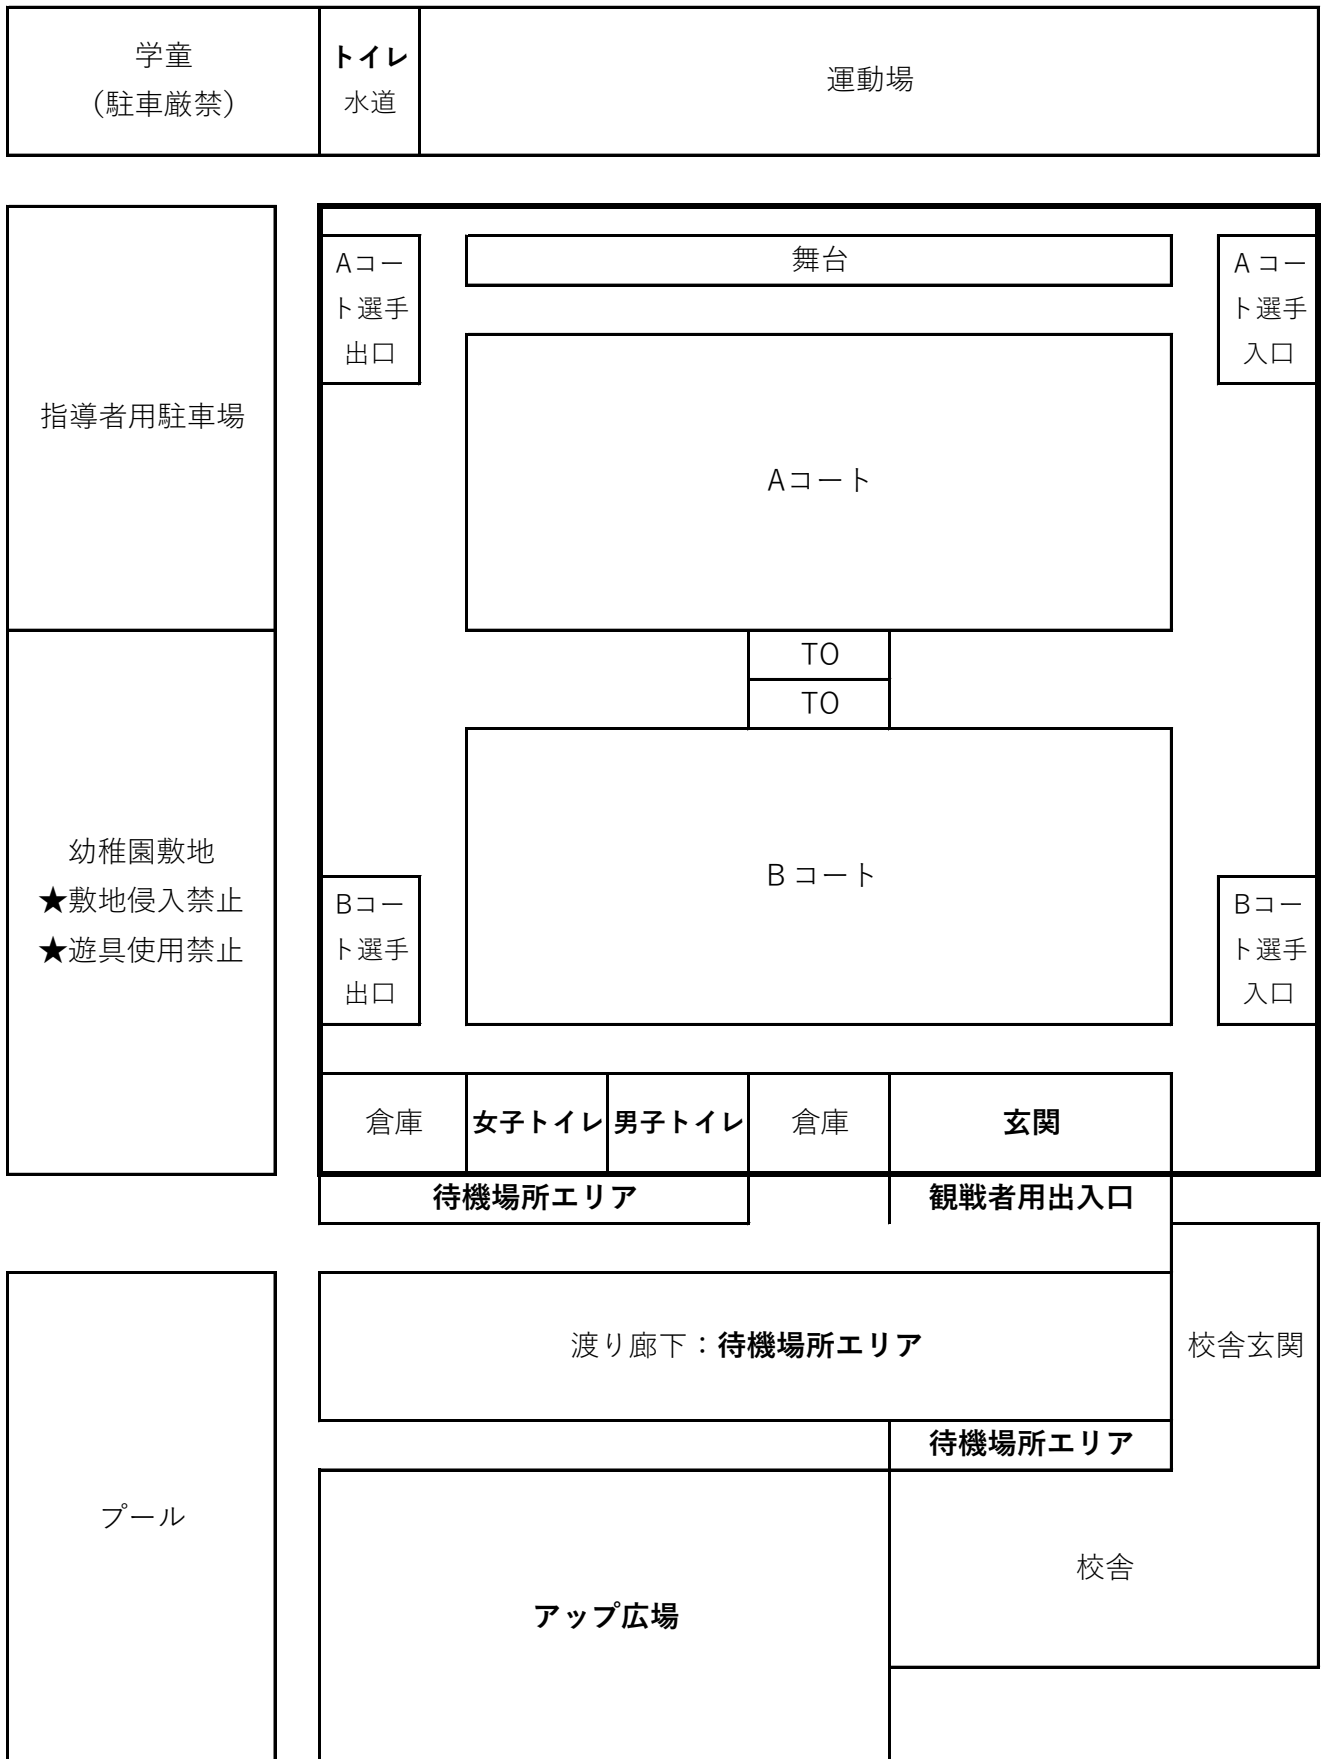 学童
(駐車厳禁)
トイレ
水道
運動場
Aコー
ト選手
出口
舞台
A コー
ト選手
入口
指導者用駐車場
Aコート
TO
TO
幼稚園敷地
★敷地侵入禁止
★遊具使用禁止
B コート
Bコー
ト選手
出口
Bコー
ト選手
入口
倉庫
女子トイレ
男子トイレ
倉庫
玄関
待機場所エリア
観戦者用出入口
渡り廊下：待機場所エリア
校舎玄関
待機場所エリア
プール
アップ広場
校舎